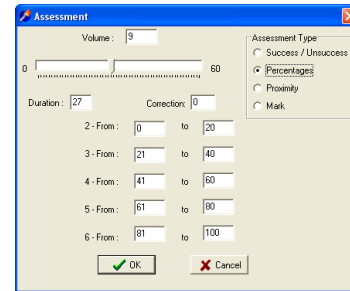 Assessment
Volume : 9
0 60
Duration : 27 Correction: 0
2 - From : 0 to 20
3 - From : 21 to 40
4 - From : 41 to 60
5 - From : 61 to 80
6 - From : 81 to 100
OK Cancel
Assessment Type
Success / Unsuccess
Percentages
Proximity
Mark